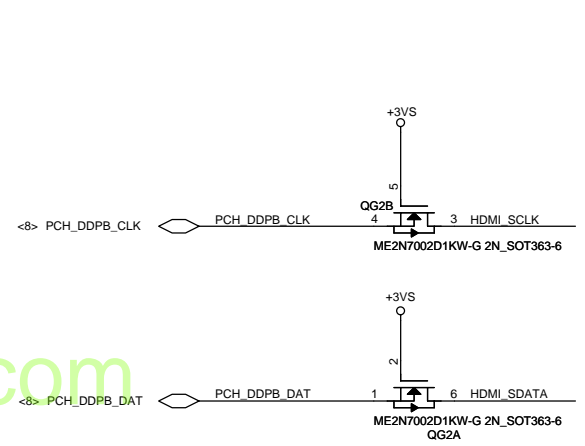 +3VS
5
QG2B
<8> PCH_DDPB_CLK PCH_DDPB_CLK 4 3 HDMI_SCLK
ME2N7002D1KW-G 2N_SOT363-6
+3VS
2
com
<8> PCH_DDPB_DAT PCH_DDPB_DAT 1 6 HDMI_SDATA
ME2N7002D1KW-G 2N_SOT363-6
QG2A